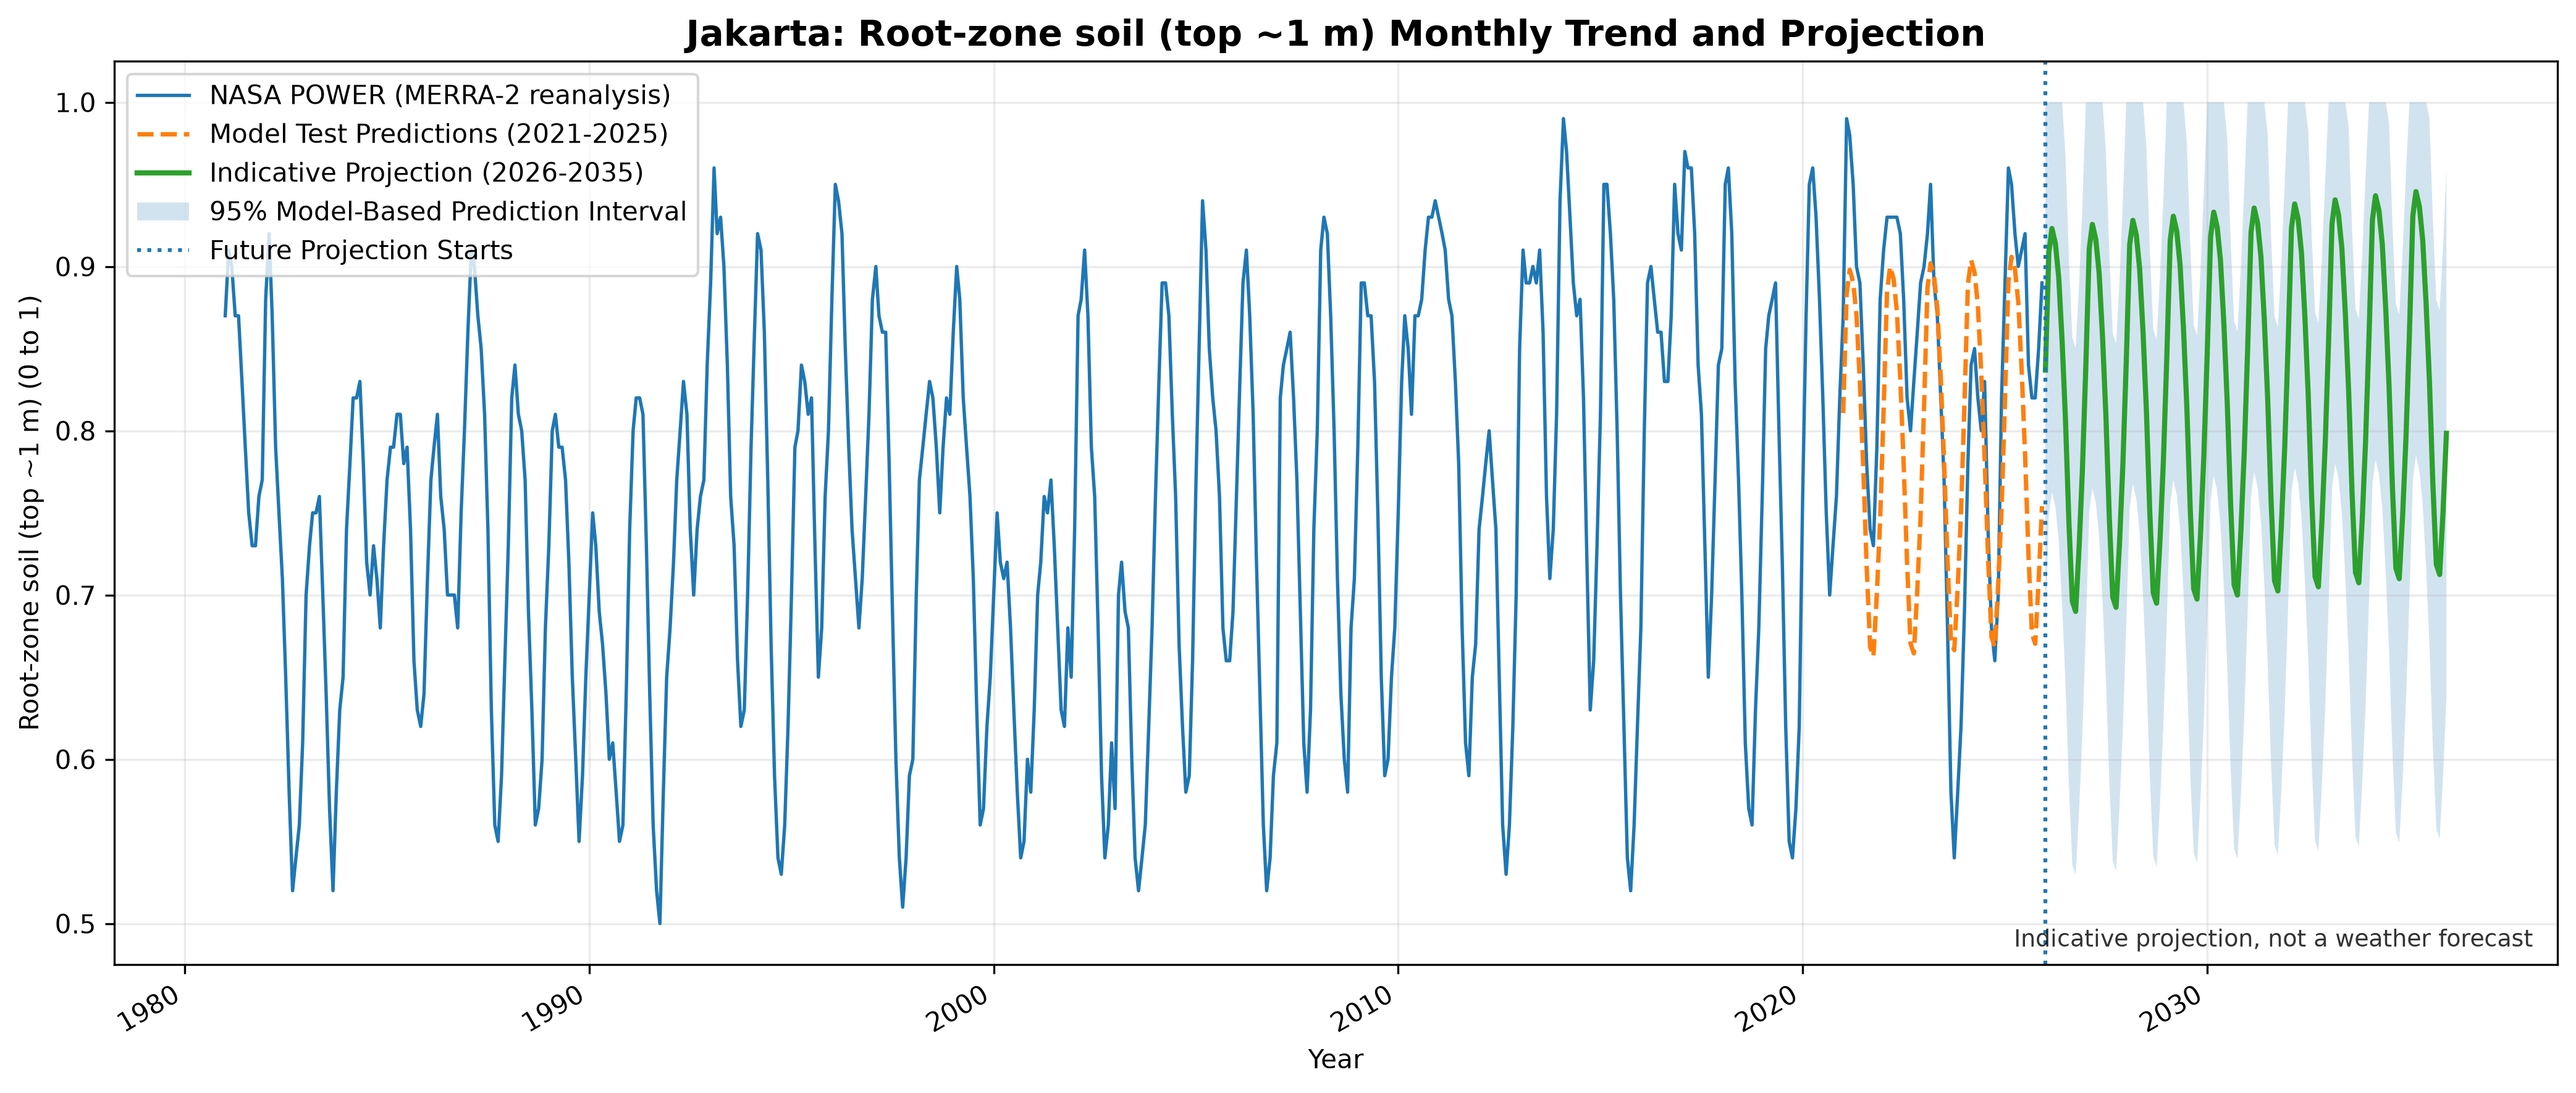 Jakarta: Root-zone soil (top ~1 m) Monthly Trend and Projection
NASA POWER (MERRA-2 reanalysis)
Model Test Predictions (2021-2025)
Indicative Projection (2026-2035)
95% Model-Based Prediction Interval
Future Projection Starts
Root-zone soil (top ~1 m) (0 to 1)
1.0
0.9
0.8
0.7
0.6
0.5
Indicative projection, not a weather forecast
1980
1990
2000
2010
2020
2030
Year